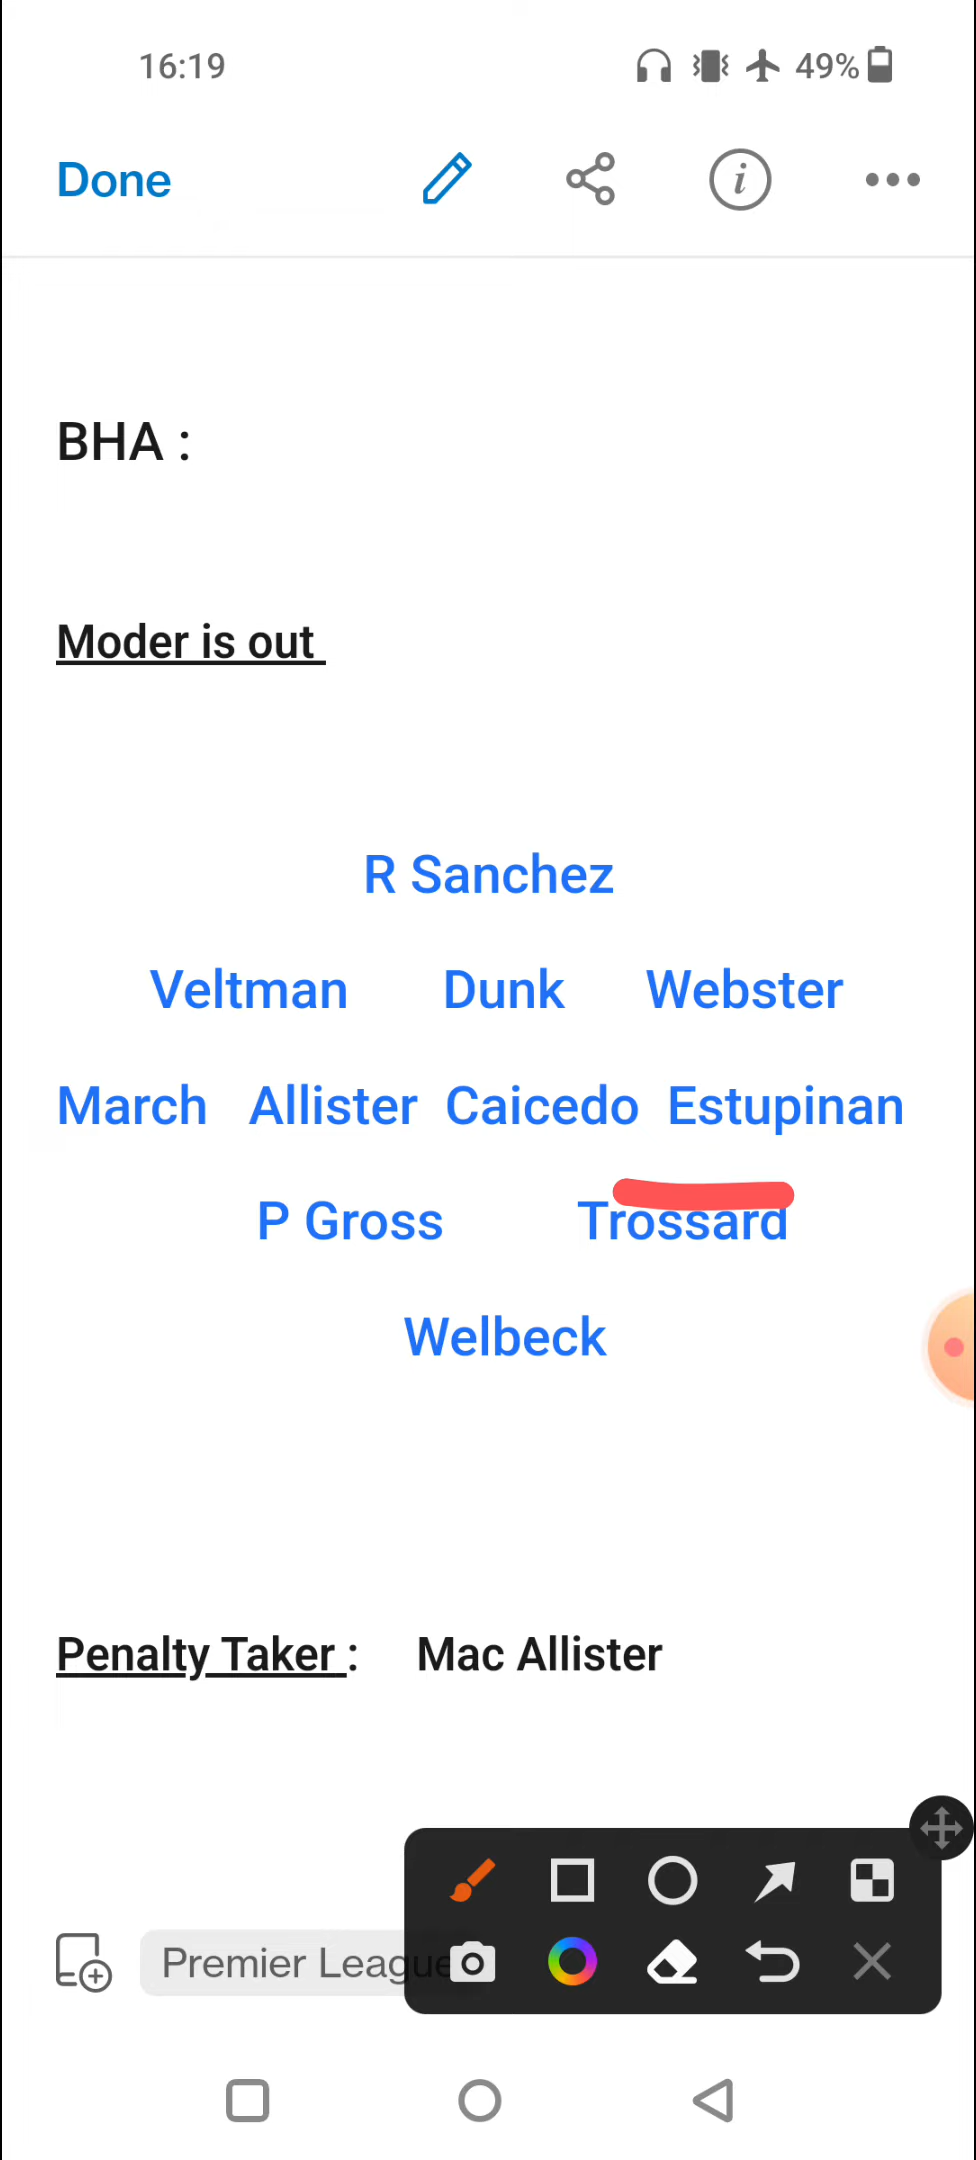 16:19 49%
Done
BHA :
Moder is out
R Sanchez
Veltman Dunk Webster
March Allister Caicedo Estupinan
P Gross Trossard
Welbeck
Penalty Taker : Mac Allister
Premier League